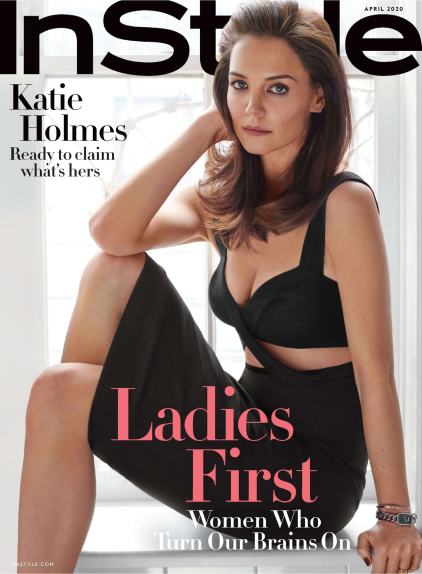 InStyle
APRIL 2020
Katie
Holmes
Ready to claim
what's hers
Ladies
First
Women Who
Turn Our Brains On
INSTYLE.COM